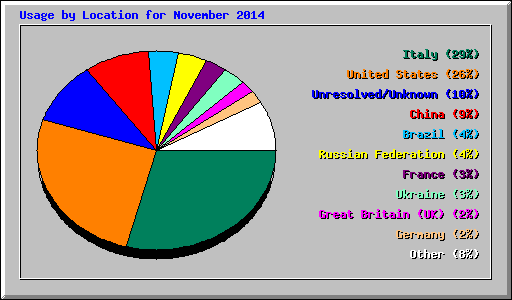 Usage by Location for November 2014
Italy (29%)
United States (26%)
Unresolved/Unknown (10%)
China (9%)
Brazil (4%)
Russian Federation (4%)
France (3%)
Ukraine (3%)
Great Britain (UK) (2%)
Germany (2%)
Other (8%)